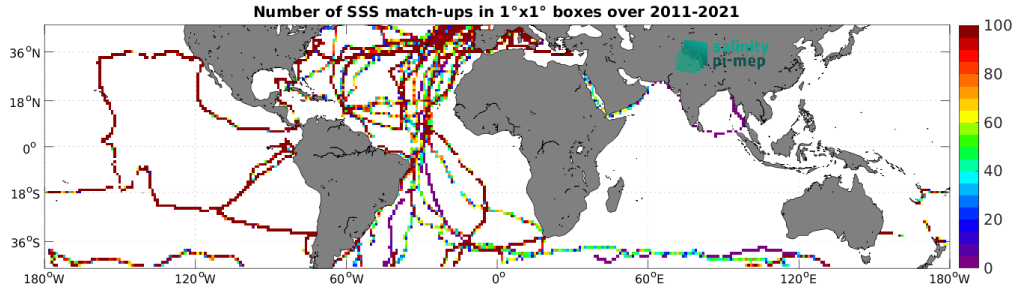 Number of SSS match-ups in 1°x1° boxes over 2011-2021
36°N
18°N
0°
18°S
36°S
180°W
120°W
60°W
0°
60°E
120°E
180°W
salinity
pi-mep
100
80
60
40
20
0